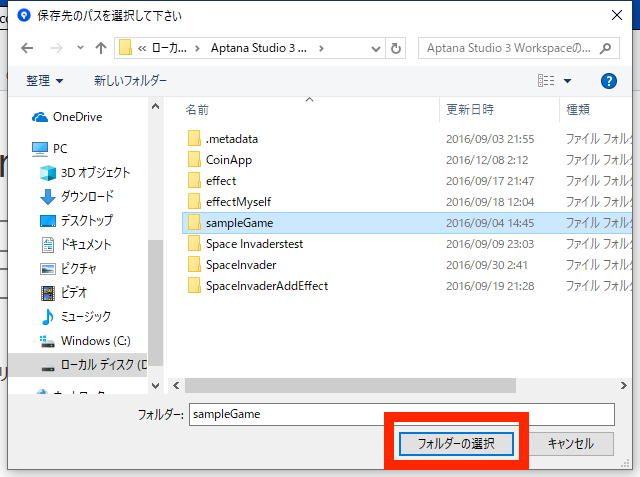 保存先のパスを選択して下さい
« ローカ... Aptana Studio 3 ... Aptana Studio 3 Workspaceの...
整理 新しいフォルダー
名前 更新日時 種類
OneDrive
PC
3D オブジェクト
ダウンロード
デスクトップ
ドキュメント
ピクチャ
ビデオ
ミュージック
Windows (C:)
ローカル ディスク (D
.metadata 2016/09/03 21:55 ファイル フォル
CoinApp 2016/12/08 2:12 ファイル フォル
effect 2016/09/17 21:47 ファイル フォル
effectMyself 2016/09/18 12:04 ファイル フォル
sampleGame 2016/09/04 14:45 ファイル フォル
Space Invaderstest 2016/09/09 23:03 ファイル フォル
SpaceInvader 2016/09/30 2:41 ファイル フォル
SpaceInvaderAddEffect 2016/09/19 21:28 ファイル フォル
フォルダー: sampleGame
フォルダーの選択 キャンセル